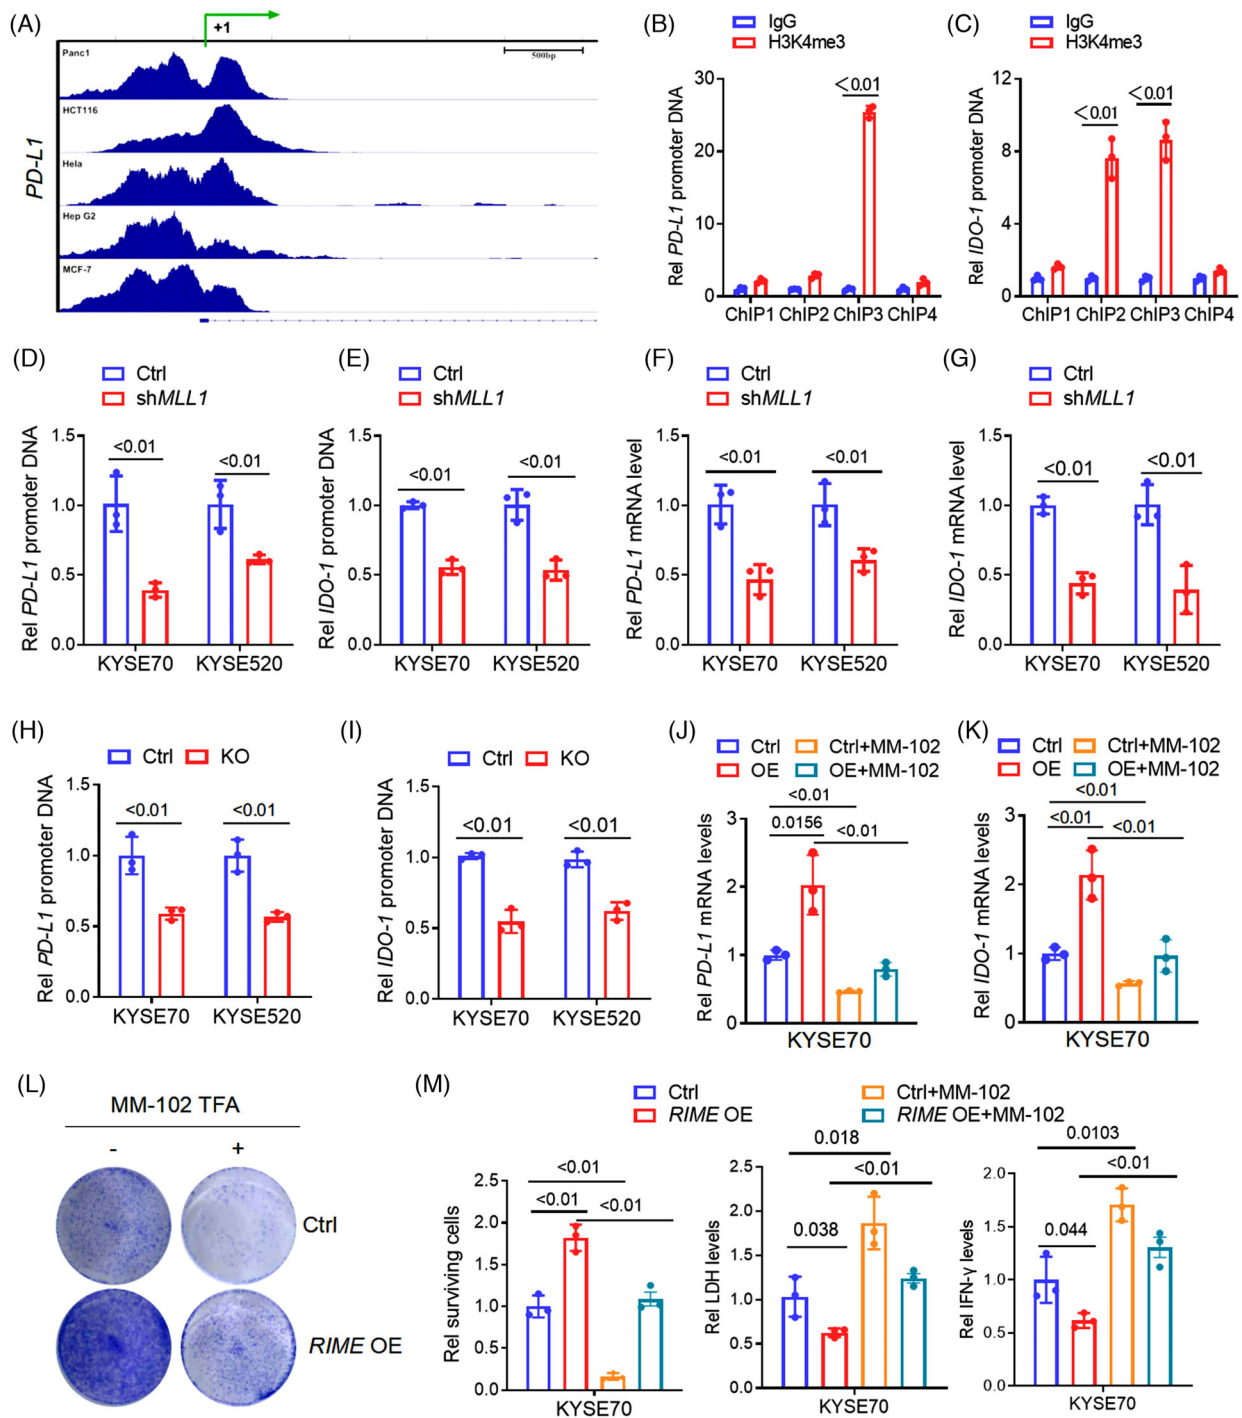 (A)
+1
500bp
PD-L1
Panc1
HCT116
Hela
Hep G2
MCF-7
(B)
IgG
H3K4me3
Rel PD-L1 promoter DNA
30
20
10
0
<0.01
ChIP1 ChIP2 ChIP3 ChIP4
(C)
IgG
H3K4me3
Rel IDO-1 promoter DNA
12
8
4
0
<0.01
<0.01
ChIP1 ChIP2 ChIP3 ChIP4
(D)
Ctrl
shMLL1
Rel PD-L1 promoter DNA
1.5
1.0
0.5
0.0
<0.01
<0.01
KYSE70 KYSE520
(E)
Ctrl
shMLL1
Rel IDO-1 promoter DNA
1.5
1.0
0.5
0.0
<0.01
<0.01
KYSE70 KYSE520
(F)
Ctrl
shMLL1
Rel PD-L1 mRNA level
1.5
1.0
0.5
0.0
<0.01
<0.01
KYSE70 KYSE520
(G)
Ctrl
shMLL1
Rel IDO-1 mRNA level
1.5
1.0
0.5
0.0
<0.01
<0.01
KYSE70 KYSE520
(H)
Ctrl KO
Rel PD-L1 promoter DNA
1.5
1.0
0.5
0.0
<0.01
<0.01
KYSE70 KYSE520
(I)
Ctrl KO
Rel IDO-1 promoter DNA
1.5
1.0
0.5
0.0
<0.01
<0.01
KYSE70 KYSE520
(J)
Ctrl Ctrl+MM-102
OE OE+MM-102
Rel PD-L1 mRNA levels
3
2
1
0
<0.01
0.0156
<0.01
KYSE70
(K)
Ctrl Ctrl+MM-102
OE OE+MM-102
Rel IDO-1 mRNA levels
3
2
1
0
<0.01
<0.01
<0.01
KYSE70
(L)
MM-102 TFA
- +
Ctrl
RIME OE
(M)
Ctrl Ctrl+MM-102
RIME OE RIME OE+MM-102
Rel surviving cells
2.5
2.0
1.5
1.0
0.5
0.0
<0.01
<0.01
<0.01
KYSE70
Rel LDH levels
2.5
2.0
1.5
1.0
0.5
0.0
0.018
<0.01
0.038
KYSE70
Rel IFN-γ levels
2.0
1.5
1.0
0.5
0.0
0.0103
<0.01
0.044
KYSE70